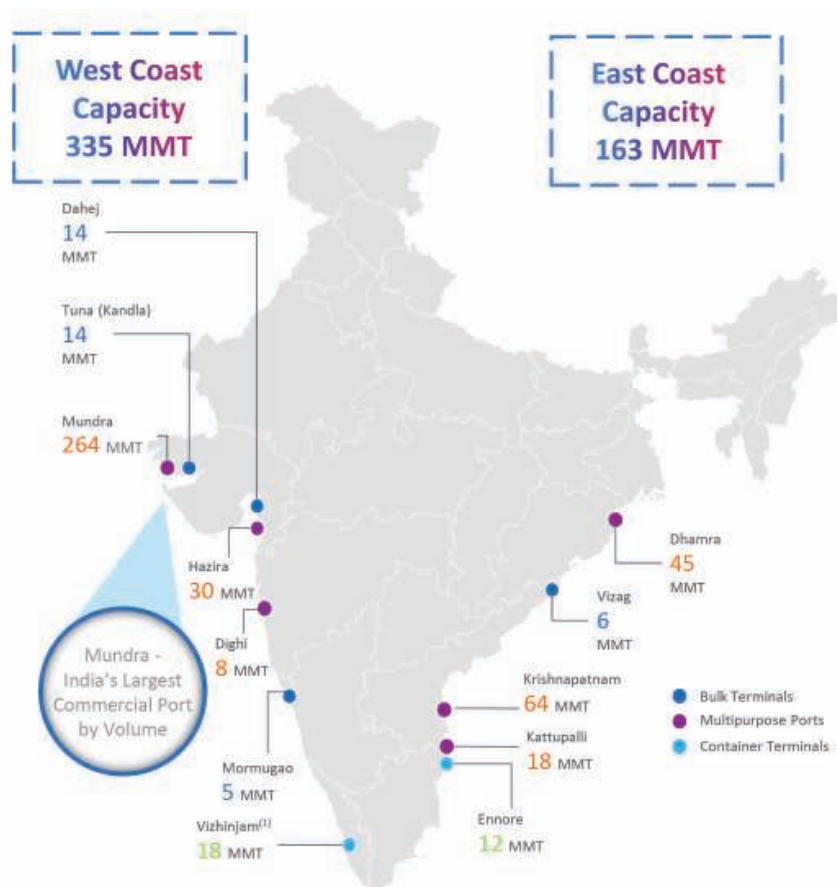 West Coast
Capacity
335 MMT
East Coast
Capacity
163 MMT
Dahej
14
MMT
Tuna (Kandla)
14
MMT
Mundra
264 MMT
Hazira
30 MMT
Dighi
8 MMT
Mundra -
India's Largest
Commercial Port
by Volume
Mormugao
5 MMT
Vizhinjam(1)
18 MMT
Dhamra
45
MMT
Vizag
6
MMT
Krishnapatnam
64 MMT
Kattupalli
18 MMT
Ennore
12 MMT
Bulk Terminals
Multipurpose Ports
Container Terminals